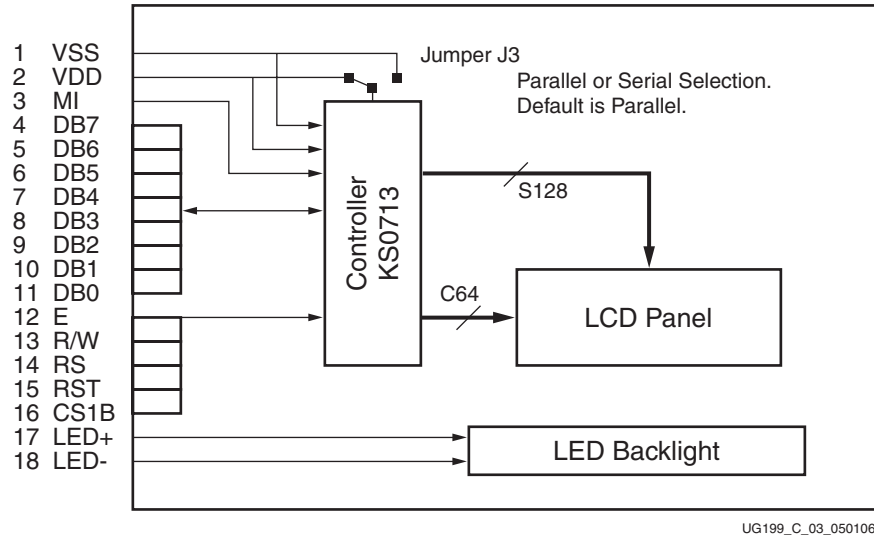 1 VSS
2 VDD
3 MI
4 DB7
5 DB6
6 DB5
7 DB4
8 DB3
9 DB2
10 DB1
11 DB0
12 E
13 R/W
14 RS
15 RST
16 CS1B
17 LED+
18 LED-
Jumper J3
Parallel or Serial Selection.
Default is Parallel.
Controller
KS0713
S128
C64
LCD Panel
LED Backlight
UG199_C_03_050106